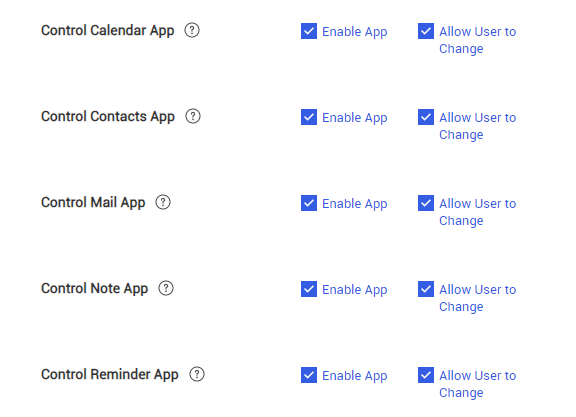 Control Calendar App ? Enable App Allow User to
Change
Control Contacts App ? Enable App Allow User to
Change
Control Mail App ? Enable App Allow User to
Change
Control Note App ? Enable App Allow User to
Change
Control Reminder App ? Enable App Allow User to
Change